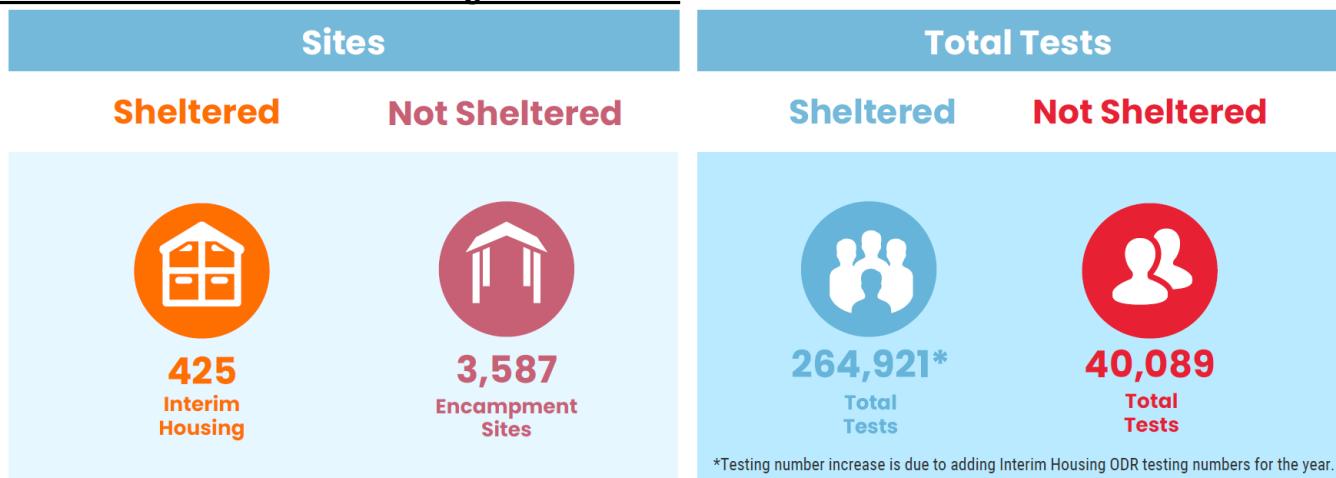 Sites
Sheltered
Not Sheltered
425
Interim
Housing
3,587
Encampment
Sites
Total Tests
Sheltered
Not Sheltered
264,921*
Total
Tests
40,089
Total
Tests
*Testing number increase is due to adding Interim Housing ODR testing numbers for the year.